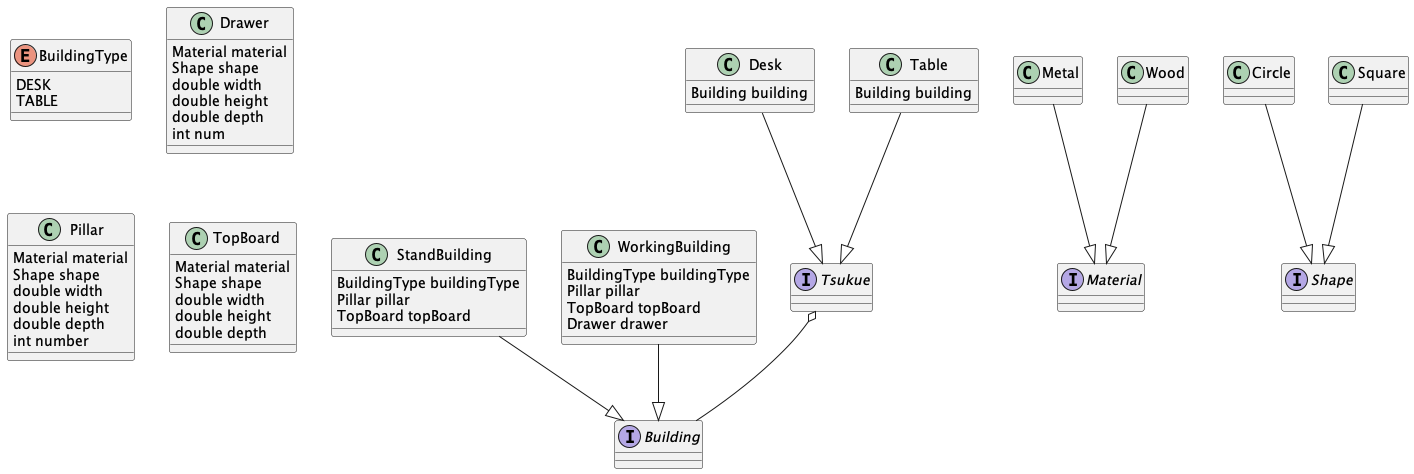 E BuildingType
DESK
TABLE
C Drawer
Material material
Shape shape
double width
double height
double depth
int num
C Desk
Building building
C Table
Building building
C Metal
C Wood
C Circle
C Square
C Pillar
Material material
Shape shape
double width
double height
double depth
int number
C TopBoard
Material material
Shape shape
double width
double height
double depth
C StandBuilding
BuildingType buildingType
Pillar pillar
TopBoard topBoard
C WorkingBuilding
BuildingType buildingType
Pillar pillar
TopBoard topBoard
Drawer drawer
I Tsukue
I Material
I Shape
I Building